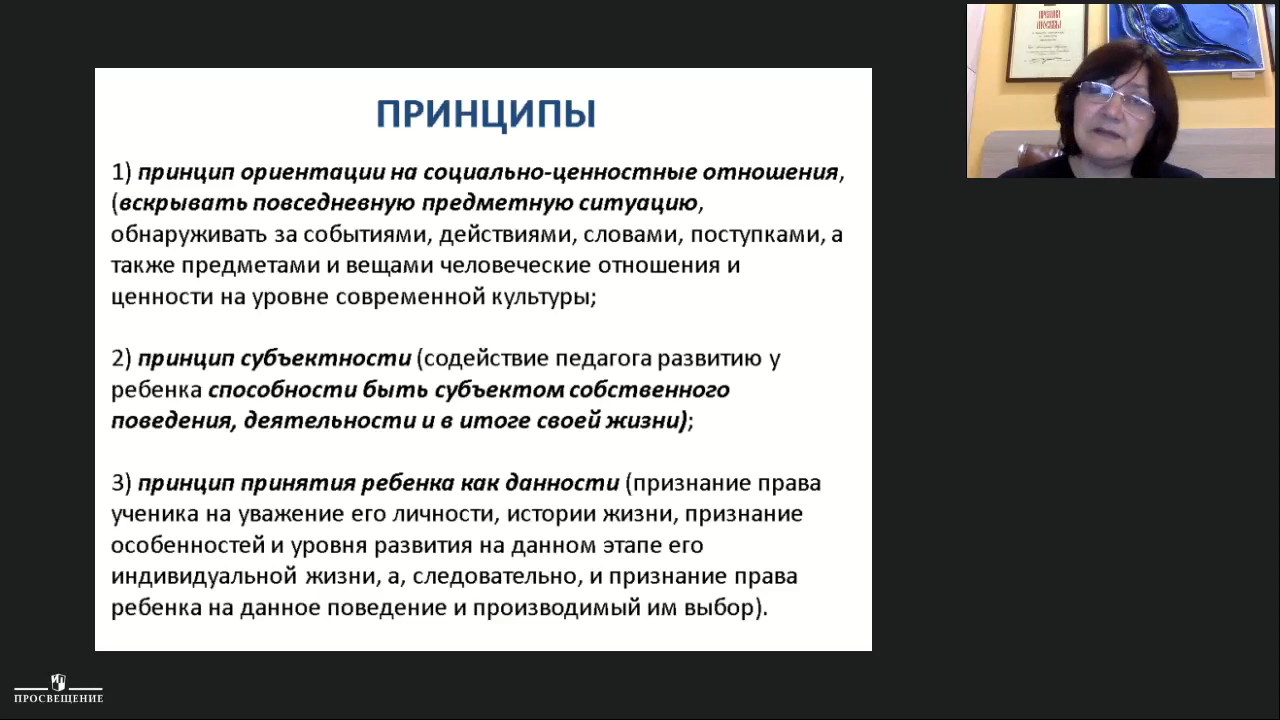 ПРИНЦИПЫ
1) принцип ориентации на социально-ценностные отношения,
(вскрывать повседневную предметную ситуацию,
обнаруживать за событиями, действиями, словами, поступками, а
также предметами и вещами человеческие отношения и
ценности на уровне современной культуры;
2) принцип субъектности (содействие педагога развитию у
ребенка способности быть субъектом собственного
поведения, деятельности и в итоге своей жизни);
3) принцип принятия ребенка как данности (признание права
ученика на уважение его личности, истории жизни, признание
особенностей и уровня развития на данном этапе его
индивидуальной жизни, а, следовательно, и признание права
ребенка на данное поведение и производимый им выбор).
ПРОСВЕЩЕНИЕ